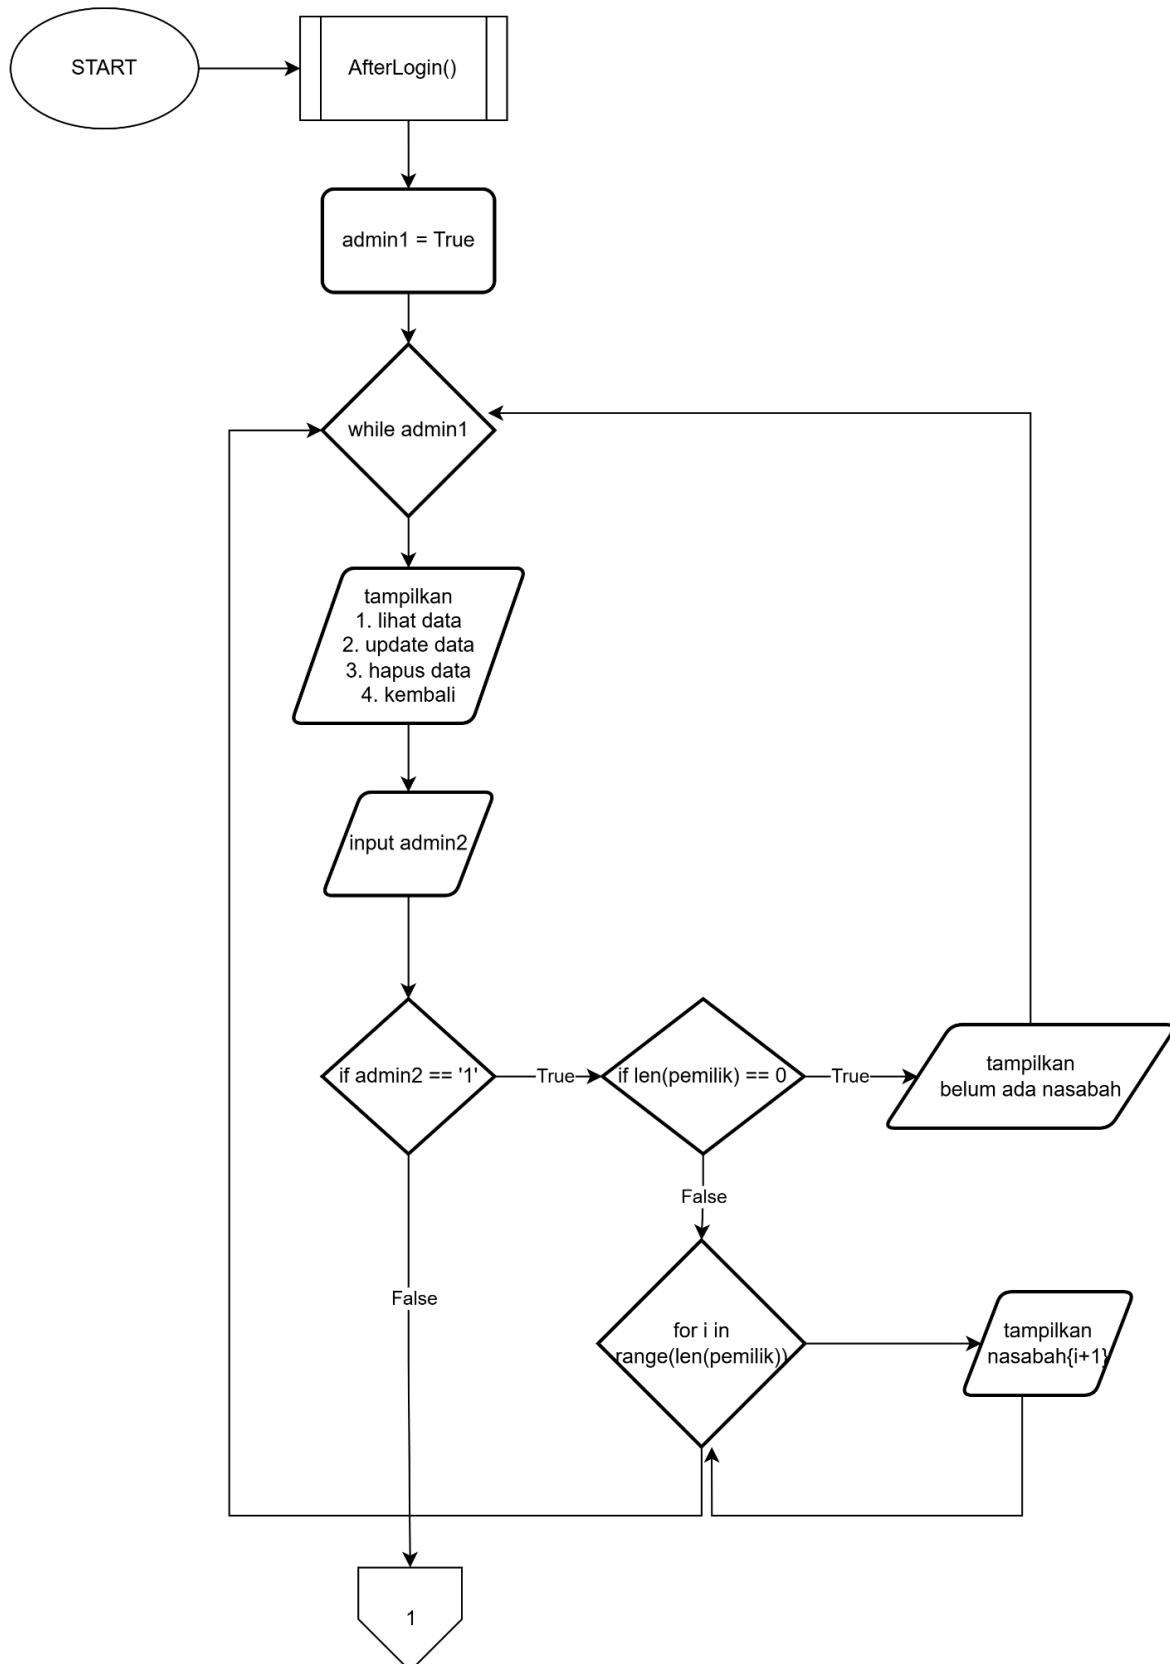 START
AfterLogin()
admin1 = True
while admin1
tampilkan
1. lihat data
2. update data
3. hapus data
4. kembali
input admin2
if admin2 == '1'
True
if len(pemilik) == 0
True
tampilkan
belum ada nasabah
False
False
for i in
range(len(pemilik))
tampilkan
nasabah{i+1}
1